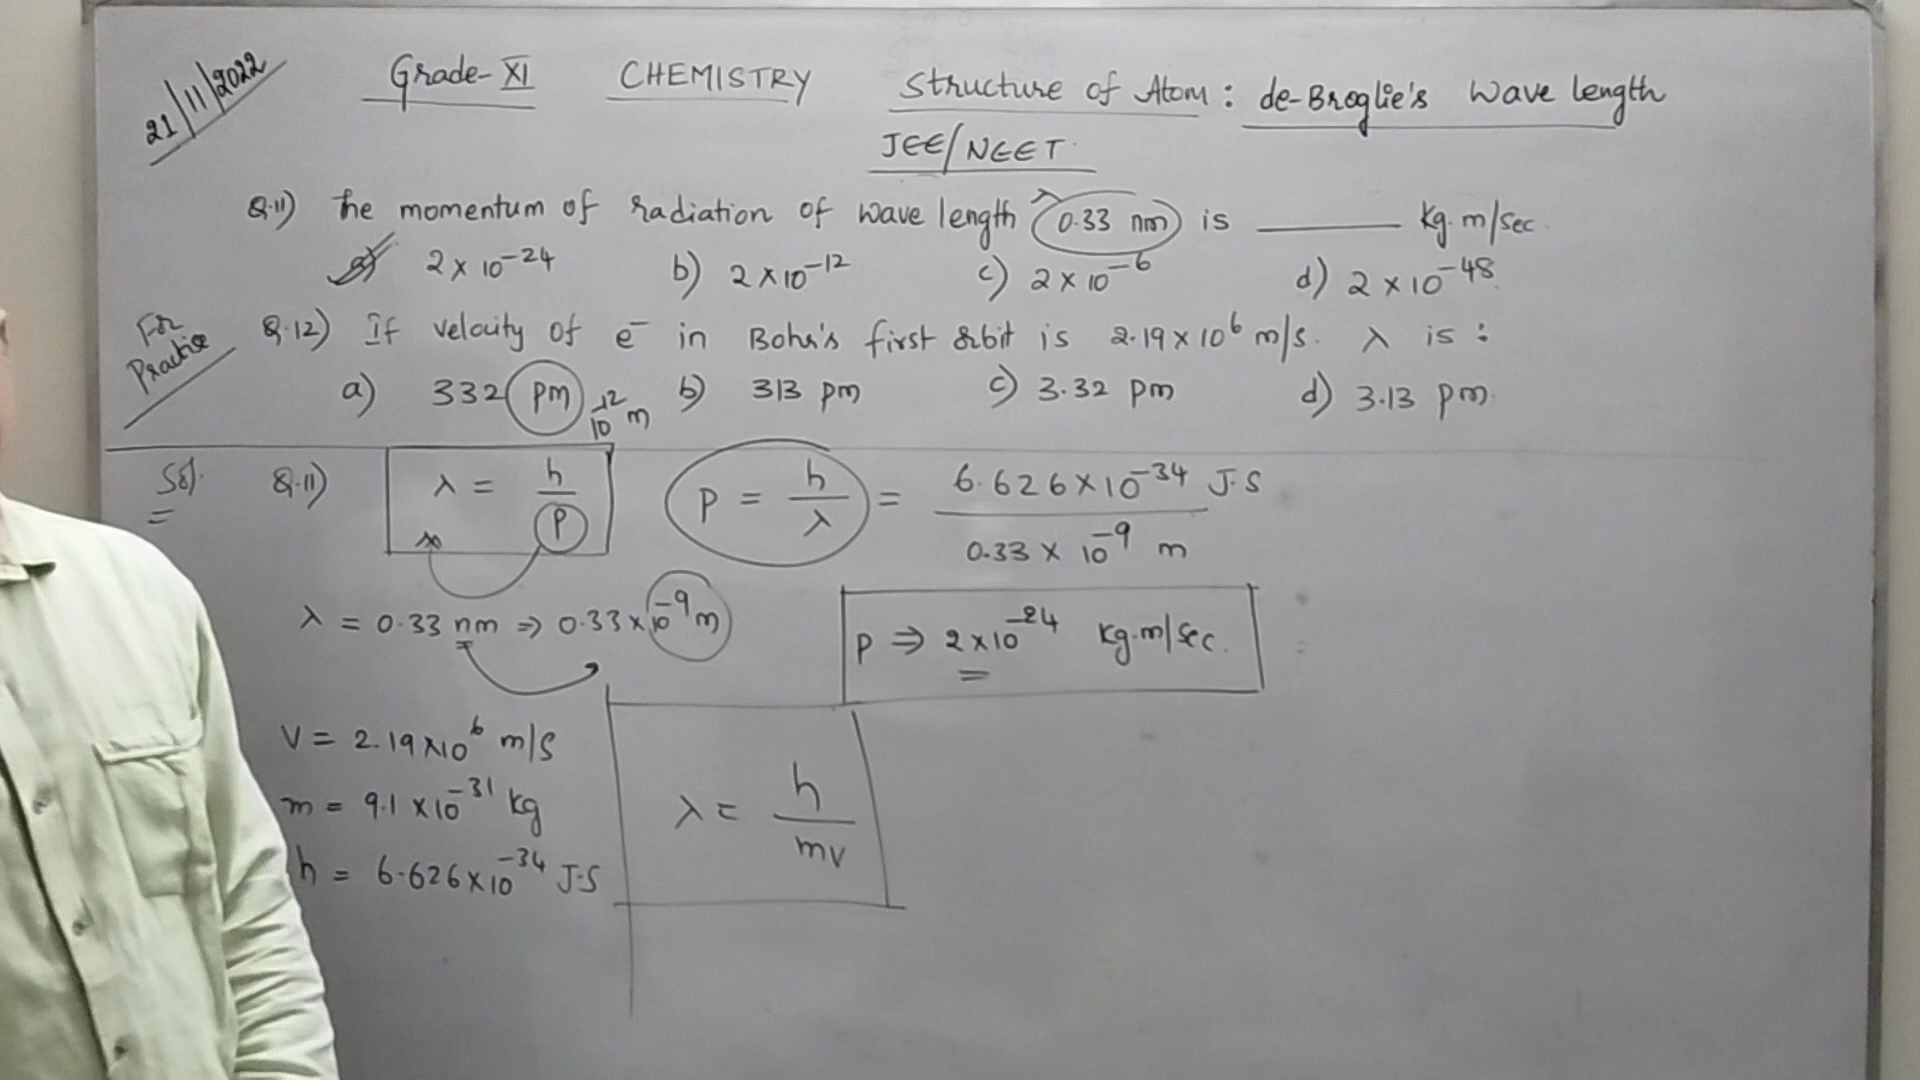 21/11/2022
Grade-XI CHEMISTRY Structure of Atom: de-Broglie's Wave length
JEE/NEET
Q.11) The momentum of radiation of wave length λ 0.33 nm is ______ Kg.m/sec.
a) 2 x 10⁻²⁴ b) 2 x 10⁻¹² c) 2 x 10⁻⁶ d) 2 x 10⁻⁴⁸
For Practice
Q.12) If velocity of e⁻ in Bohr's first orbit is 2.19 x 10⁶ m/s. λ is :
a) 332 pm 10⁻¹² m b) 313 pm c) 3.32 pm d) 3.13 pm
Sol. Q.11) λ = h/p p = h/λ = 6.626 x 10⁻³⁴ J.S / 0.33 x 10⁻⁹ m
λ = 0.33 nm ⇒ 0.33 x 10⁻⁹ m
p ⇒ 2 x 10⁻²⁴ kg.m/sec.
V = 2.19 x 10⁶ m/s
m = 9.1 x 10⁻³¹ kg
h = 6.626 x 10⁻³⁴ J.S
λ = h/mv